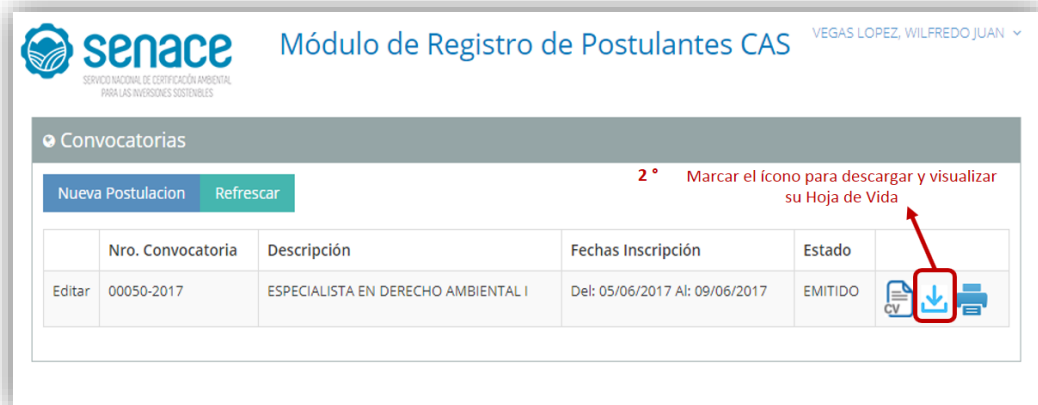 senace
SERVICIO NACIONAL DE CERTIFICACIÓN AMBIENTAL
PARA LAS INVERSIONES SOSTENIBLES
Módulo de Registro de Postulantes CAS
VEGAS LOPEZ, WILFREDO JUAN
Convocatorias
Nueva Postulacion Refrescar
2 ° Marcar el ícono para descargar y visualizar
su Hoja de Vida
Nro. Convocatoria Descripción Fechas Inscripción Estado
Editar 00050-2017 ESPECIALISTA EN DERECHO AMBIENTAL I Del: 05/06/2017 Al: 09/06/2017 EMITIDO CV